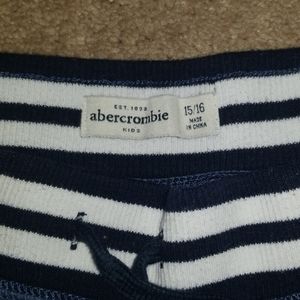 EST. 1892
abercrombie
KIDS
15/16
MADE
IN CHINA